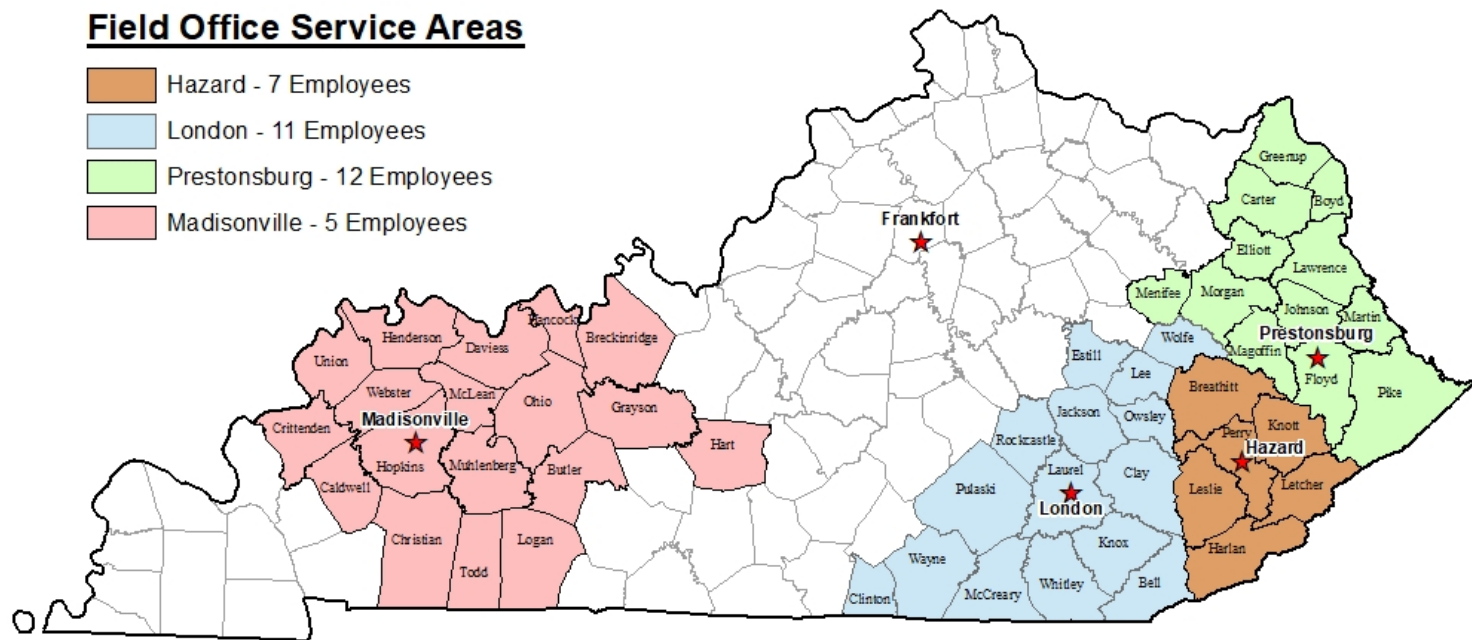 Field Office Service Areas
Hazard - 7 Employees
London - 11 Employees
Prestonsburg - 12 Employees
Madisonville - 5 Employees
Greenup
Carter
Boyd
Frankfort
Elliott
Lawrence
Menifee
Morgan
Johnson
Martin
Hancock
Henderson
Daviess
Breckinridge
Prestonsburg
Union
Wolfe
Magoffin
Estill
Floyd
Lee
Webster
McLean
Breathitt
Pike
Ohio
Grayson
Madisonville
Jackson
Owsley
Crittenden
Knott
Perry
Rockcastle
Hart
Hazard
Hopkins
Muhlenberg
Butler
Laurel
Clay
Caldwell
Pulaski
Leslie
Letcher
London
Christian
Logan
Knox
Harlan
Wayne
Todd
Whitley
Bell
McCreary
Clinton